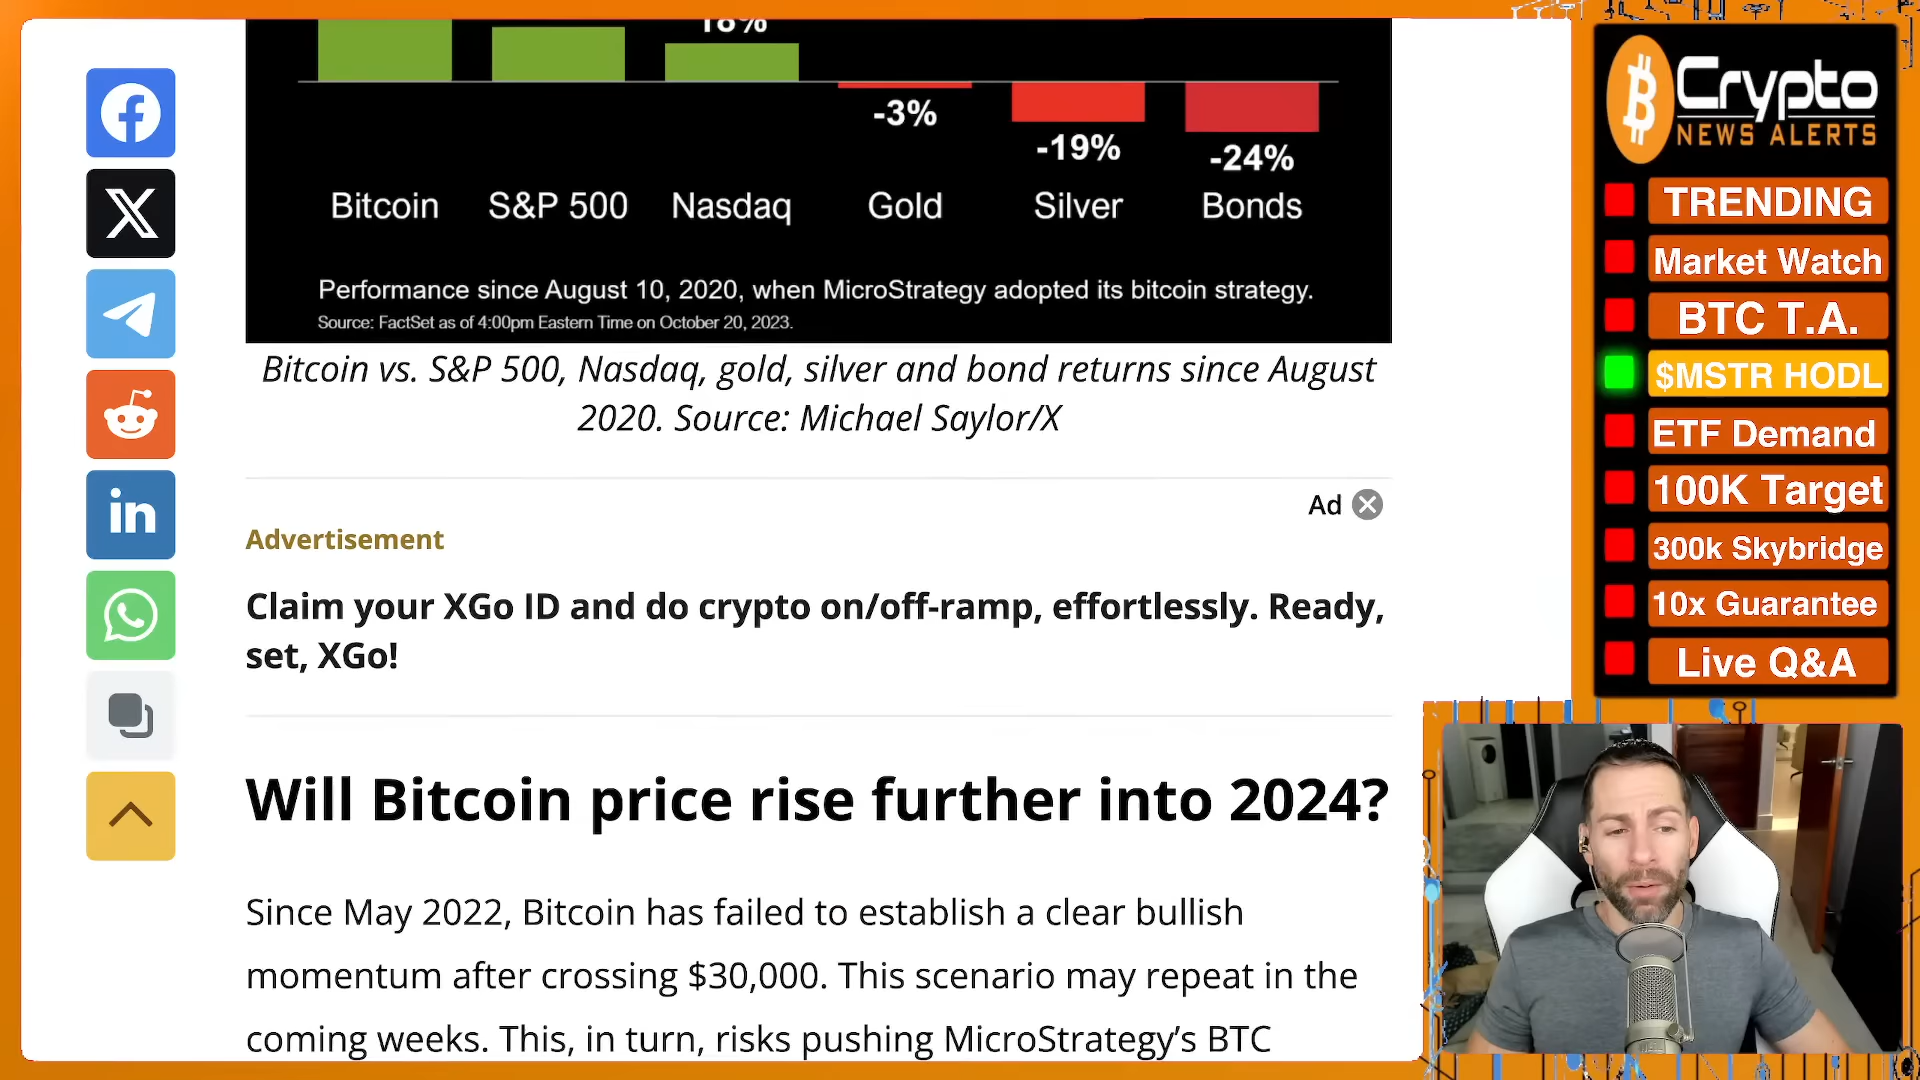 18%
-3%
-19%
-24%
Bitcoin
S&P 500
Nasdaq
Gold
Silver
Bonds
Performance since August 10, 2020, when MicroStrategy adopted its bitcoin strategy.
Source: FactSet as of 4:00pm Eastern Time on October 20, 2023.
Bitcoin vs. S&P 500, Nasdaq, gold, silver and bond returns since August
2020. Source: Michael Saylor/X
Ad
Advertisement
Claim your XGo ID and do crypto on/off-ramp, effortlessly. Ready,
set, XGo!
Will Bitcoin price rise further into 2024?
Since May 2022, Bitcoin has failed to establish a clear bullish
momentum after crossing $30,000. This scenario may repeat in the
coming weeks. This, in turn, risks pushing MicroStrategy's BTC
in
Crypto
NEWS ALERTS
TRENDING
Market Watch
BTC T.A.
$MSTR HODL
ETF Demand
100K Target
300k Skybridge
10x Guarantee
Live Q&A